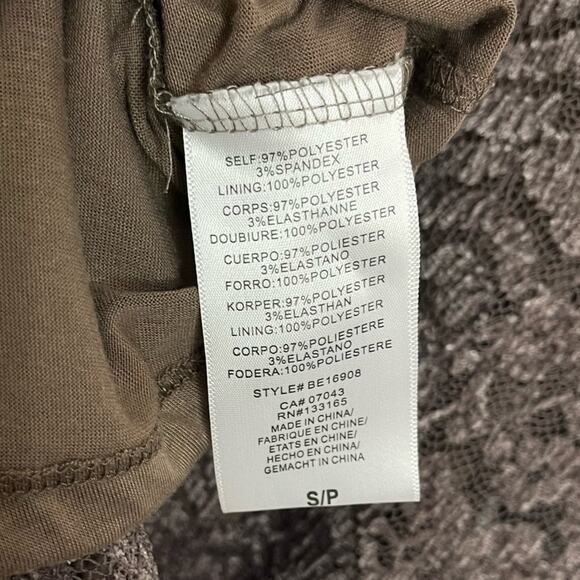 SELF:97%POLYESTER
3%SPANDEX
LINING:100%POLYESTER
CORPS:97%POLYESTER
3%ELASTHANNE
DOUBIURE:100%POLYESTER
CUERPO:97%POLIESTER
3%ELASTANO
FORRO:100%POLYESTER
KORPER:97%POLYESTER
3%ELASTHAN
LINING:100%POLYESTER
CORPO:97%POLIESTERE
3%ELASTANO
FODERA:100%POLIESTERE
STYLE# BE16908
CA# 07043
RN#133165
MADE IN CHINA/
FABRIQUE EN CHINE/
ETATS EN CHINE/
HECHO EN CHINA/
GEMACHT IN CHINA
S/P